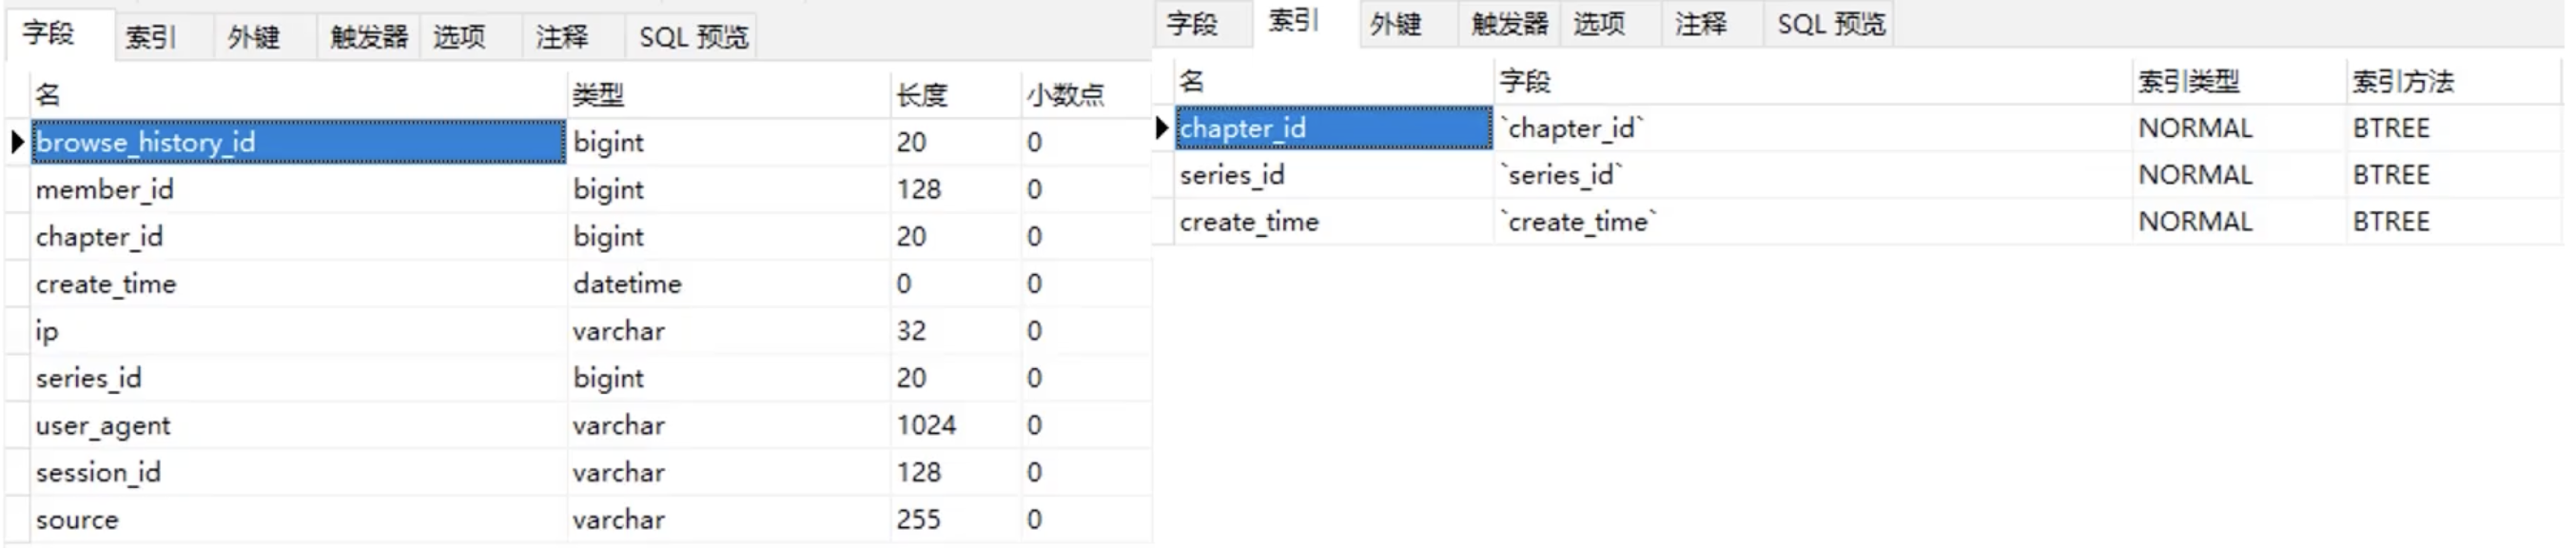 字段 索引 外键 触发器 选项 注释 SQL 预览
名 类型 长度 小数点
browse_history_id bigint 20 0
member_id bigint 128 0
chapter_id bigint 20 0
create_time datetime 0 0
ip varchar 32 0
series_id bigint 20 0
user_agent varchar 1024 0
session_id varchar 128 0
source varchar 255 0
字段 索引 外键 触发器 选项 注释 SQL 预览
名 字段 索引类型 索引方法
chapter_id `chapter_id` NORMAL BTREE
series_id `series_id` NORMAL BTREE
create_time `create_time` NORMAL BTREE